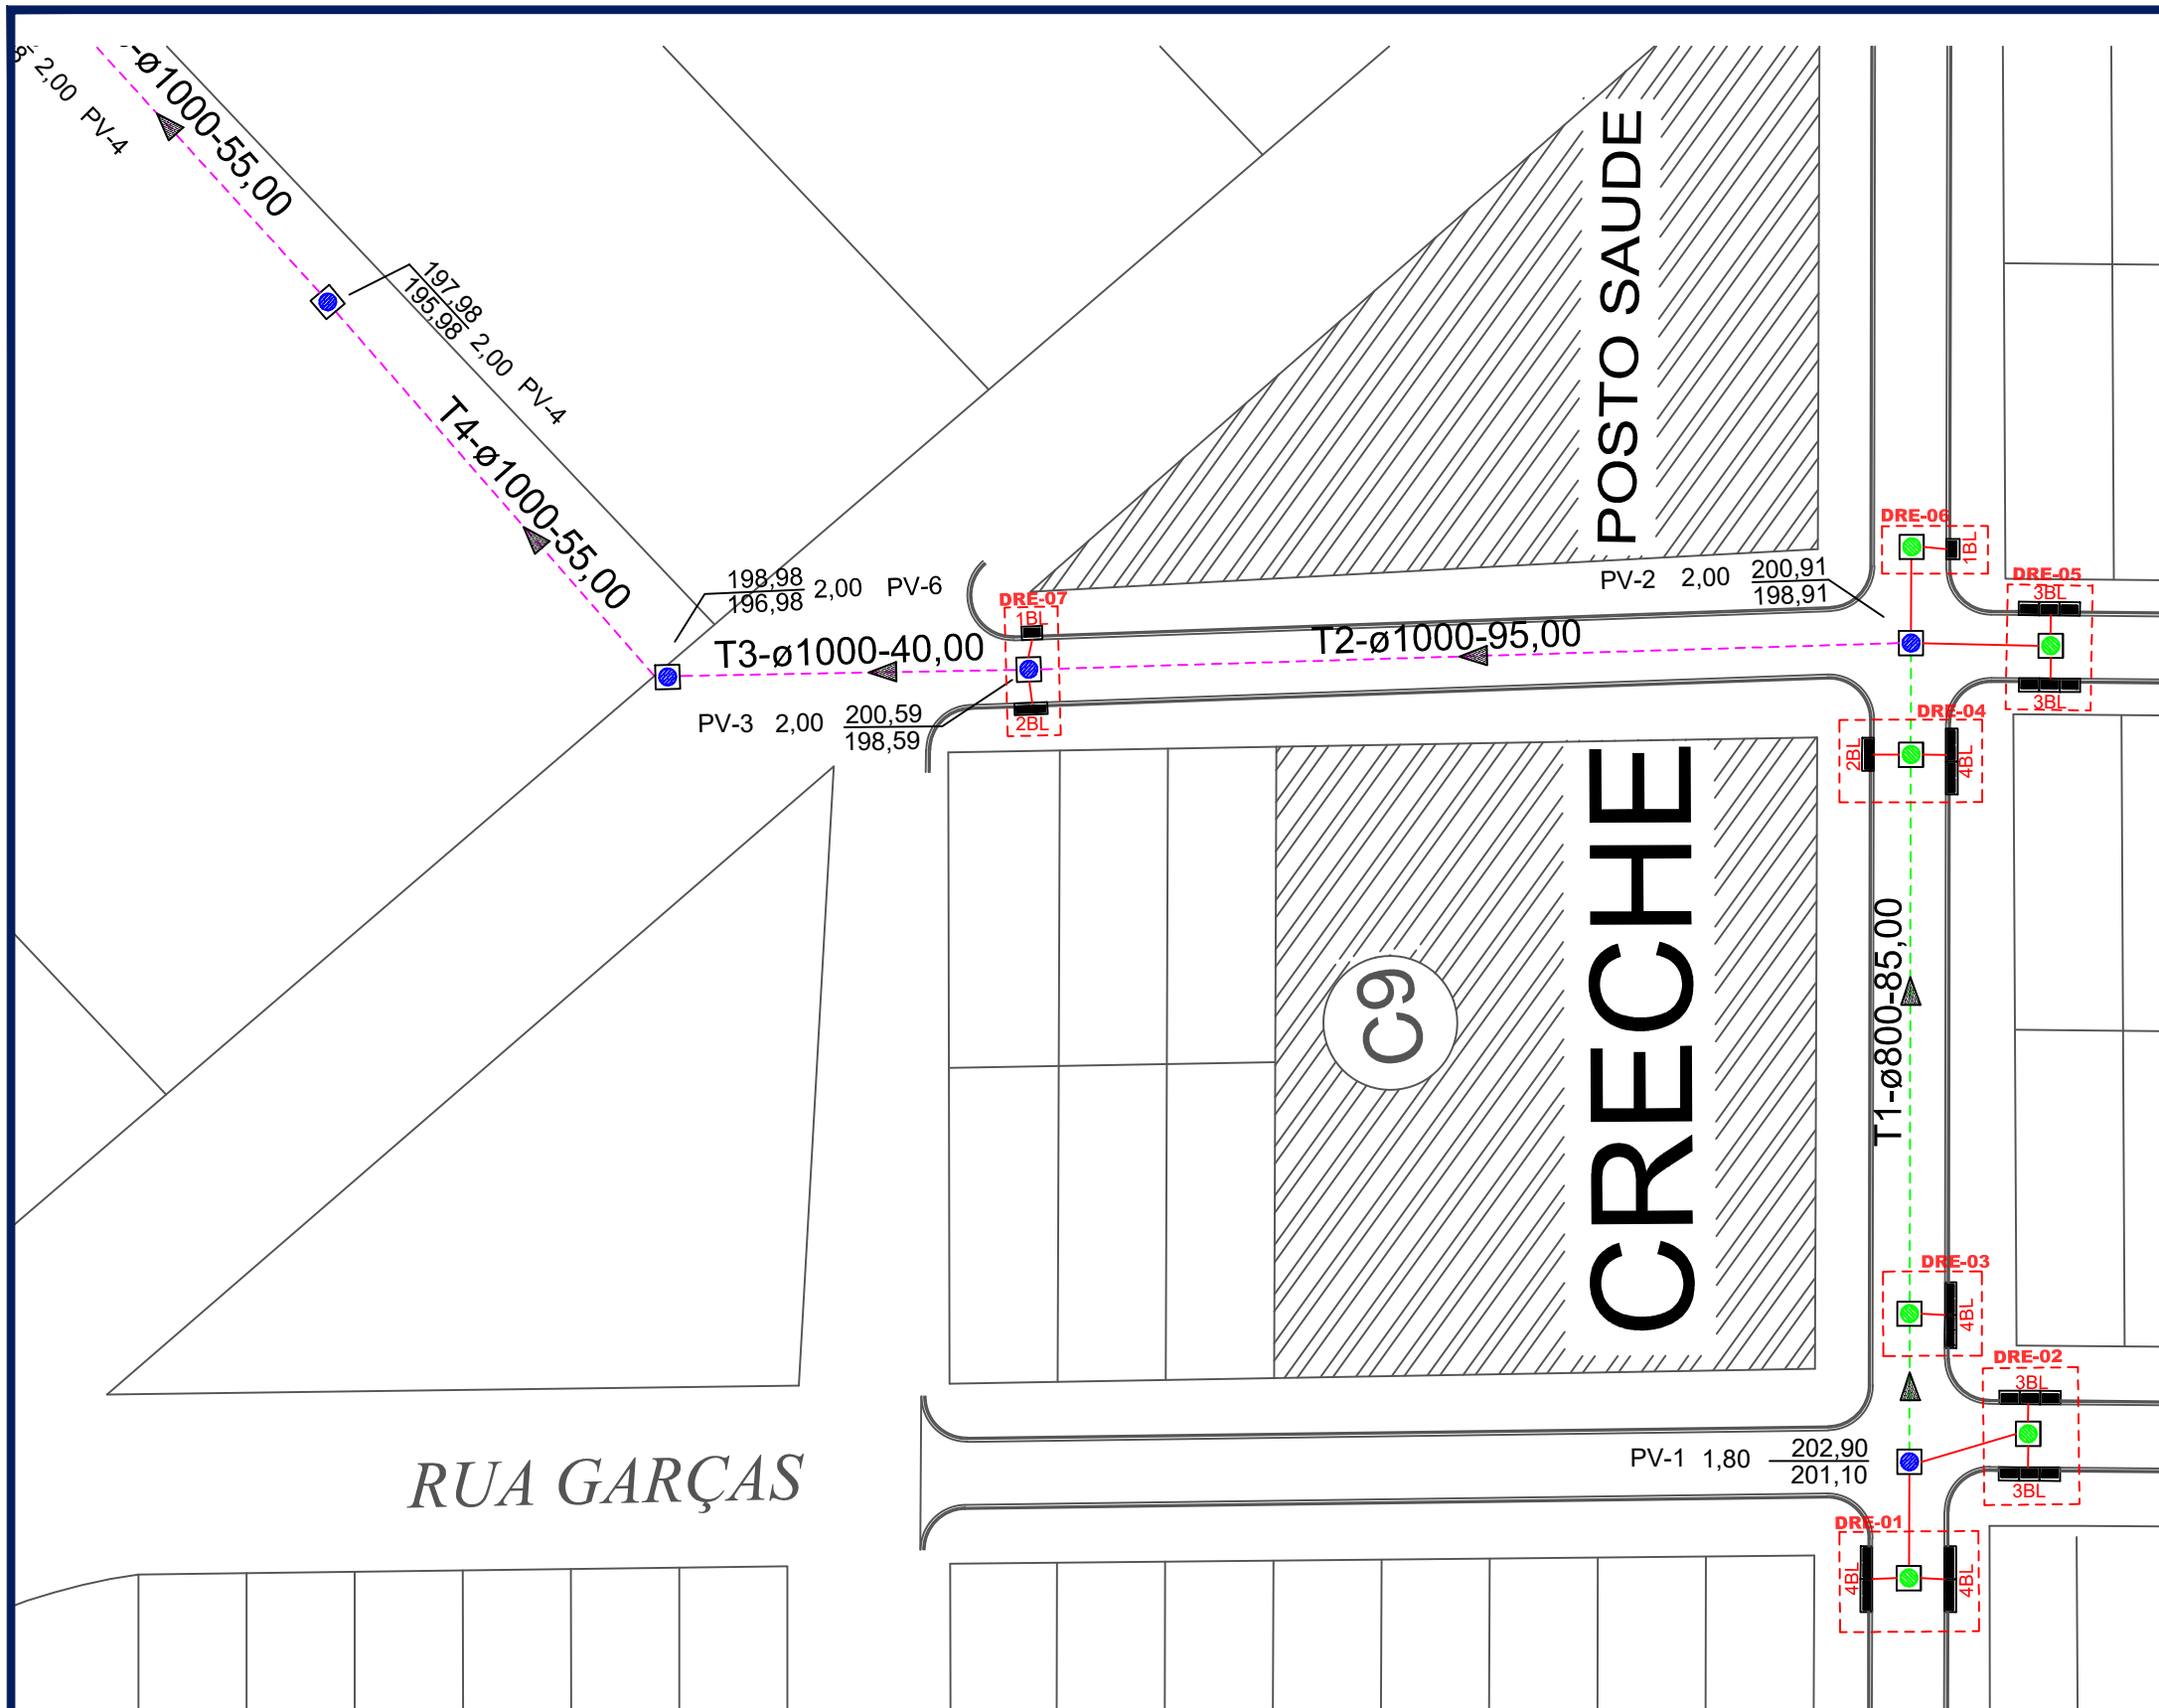 -ø1000-55,00
2,00 PV-4
197,98
195,98 2,00 PV-4
T4-ø1000-55,00
POSTO SAUDE
DRE-06
1BL
DRE-05
3BL
3BL
PV-2 2,00 200,91
198,91
198,98
196,98 2,00 PV-6
DRE-07
1BL
2BL
T3-ø1000-40,00
T2-ø1000-95,00
PV-3 2,00 200,59
198,59
DRE-04
2BL
4BL
CRECHE
C9
T1-ø800-85,00
DRE-03
4BL
DRE-02
3BL
3BL
RUA GARÇAS
PV-1 1,80 202,90
201,10
DRE-01
4BL
4BL